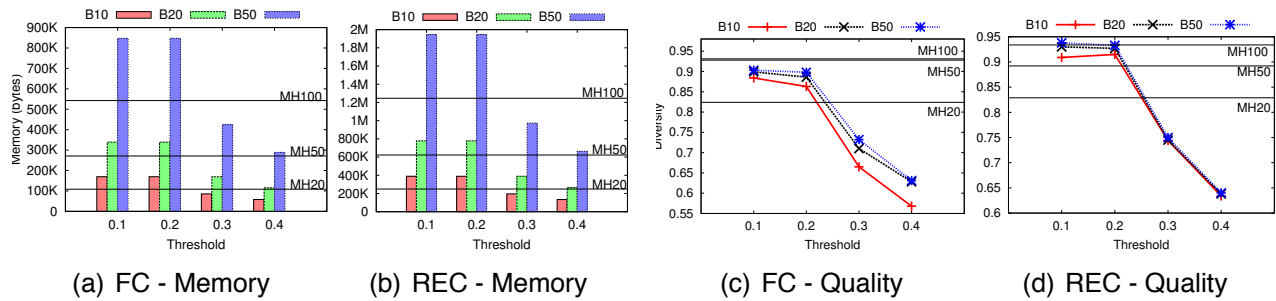 B10 B20 B50
900K
800K
700K
600K
500K
400K
300K
200K
100K
0
Memory (bytes)
MH100
MH50
MH20
0.1 0.2 0.3 0.4
Threshold
(a) FC - Memory
B10 B20 B50
2M
1.8M
1.6M
1.4M
1.2M
1M
800K
600K
400K
200K
0
MH100
MH50
MH20
0.1 0.2 0.3 0.4
Threshold
(b) REC - Memory
B10 B20 B50
0.95
0.9
0.85
0.8
0.75
0.7
0.65
0.6
0.55
Diversity
MH100
MH50
MH20
0.1 0.2 0.3 0.4
Threshold
(c) FC - Quality
B10 B20 B50
0.95
0.9
0.85
0.8
0.75
0.7
0.65
0.6
MH100
MH50
MH20
0.1 0.2 0.3 0.4
Threshold
(d) REC - Quality